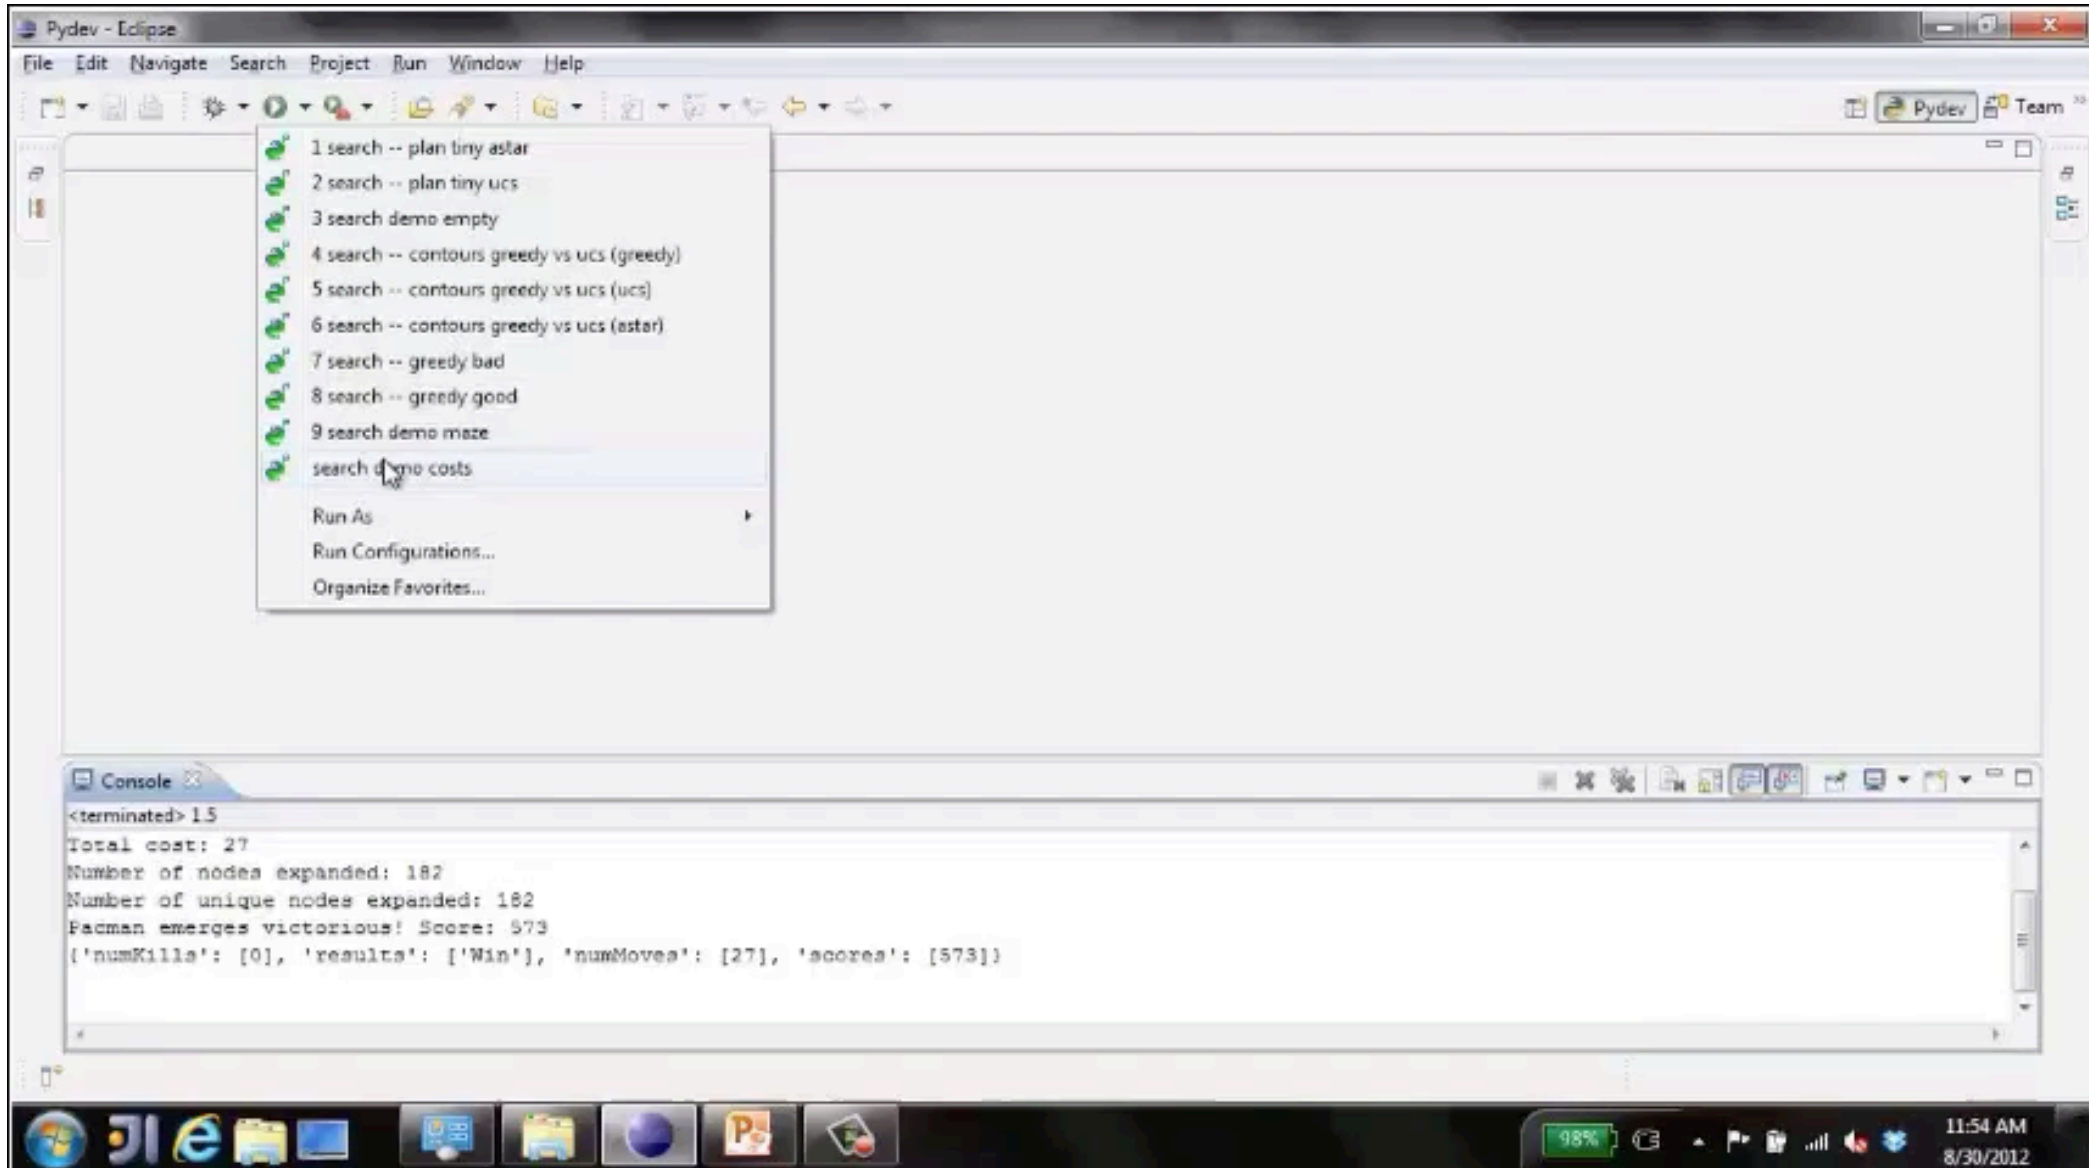 Pydev - Eclipse
File Edit Navigate Search Project Run Window Help
Pydev Team
1 search -- plan tiny astar
2 search -- plan tiny ucs
3 search demo empty
4 search -- contours greedy vs ucs (greedy)
5 search -- contours greedy vs ucs (ucs)
6 search -- contours greedy vs ucs (astar)
7 search -- greedy bad
8 search -- greedy good
9 search demo maze
search demo costs
Run As
Run Configurations...
Organize Favorites...
Console
<terminated> 1.5
Total cost: 27
Number of nodes expanded: 182
Number of unique nodes expanded: 182
Pacman emerges victorious! Score: 573
{'numKills': [0], 'results': ['Win'], 'numMoves': [27], 'scores': [573]}
98%
11:54 AM
8/30/2012